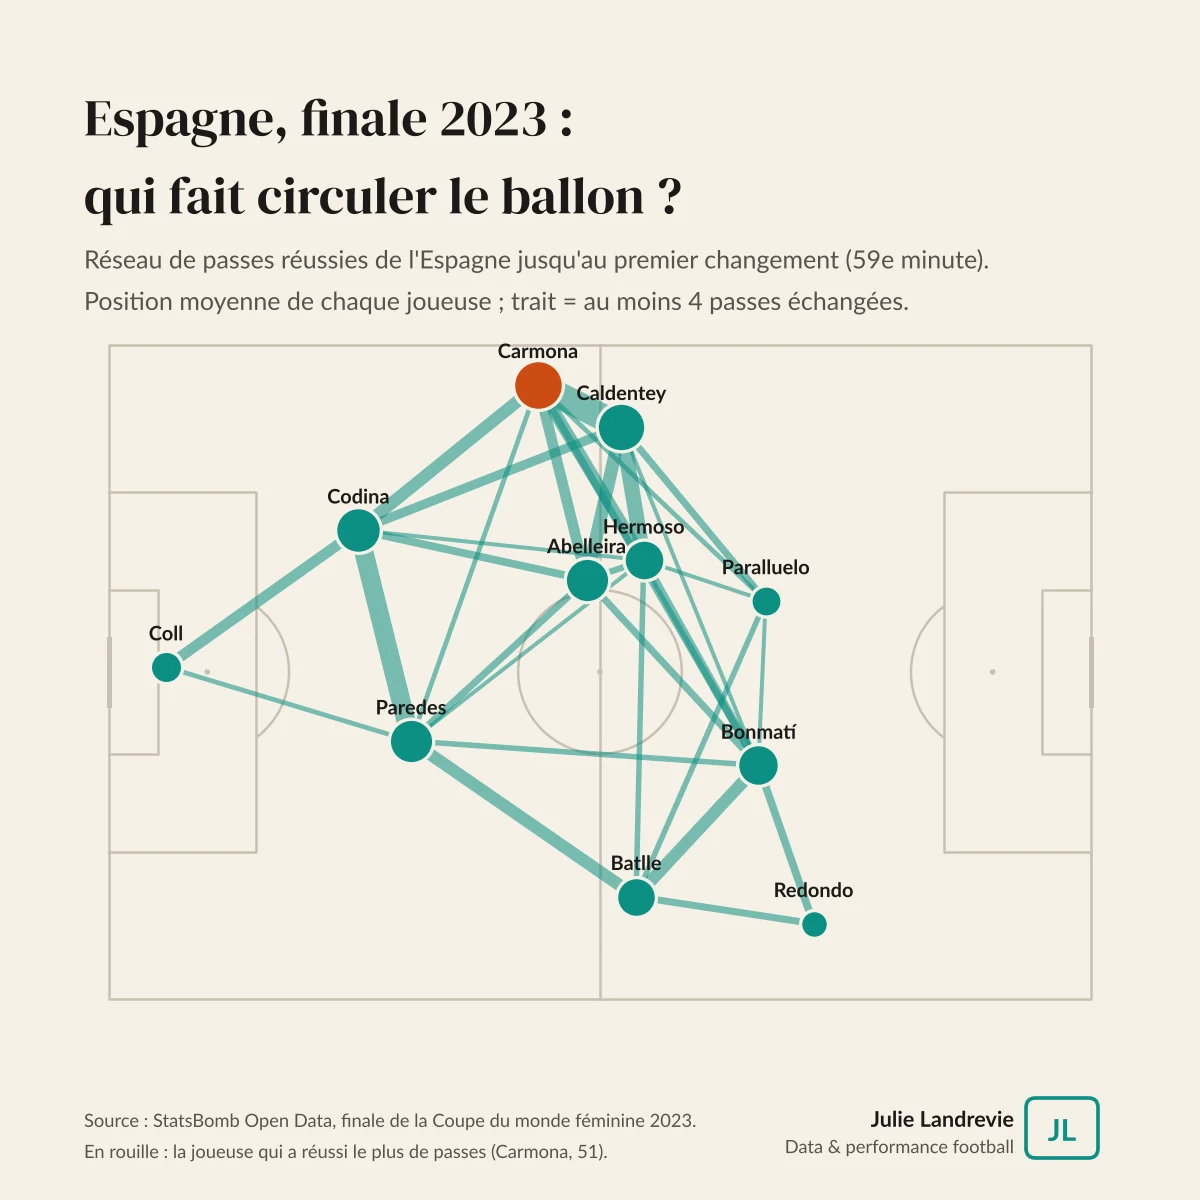 Espagne, finale 2023 :
qui fait circuler le ballon ?
Réseau de passes réussies de l'Espagne jusqu'au premier changement (59e minute).
Position moyenne de chaque joueuse ; trait = au moins 4 passes échangées.
Carmona
Caldentey
Codina
Hermoso
Abelleira
Paralluelo
Coll
Paredes
Bonmatí
Batlle
Redondo
Source : StatsBomb Open Data, finale de la Coupe du monde féminine 2023.
En rouille : la joueuse qui a réussi le plus de passes (Carmona, 51).
Julie Landrevie
Data & performance football
JL